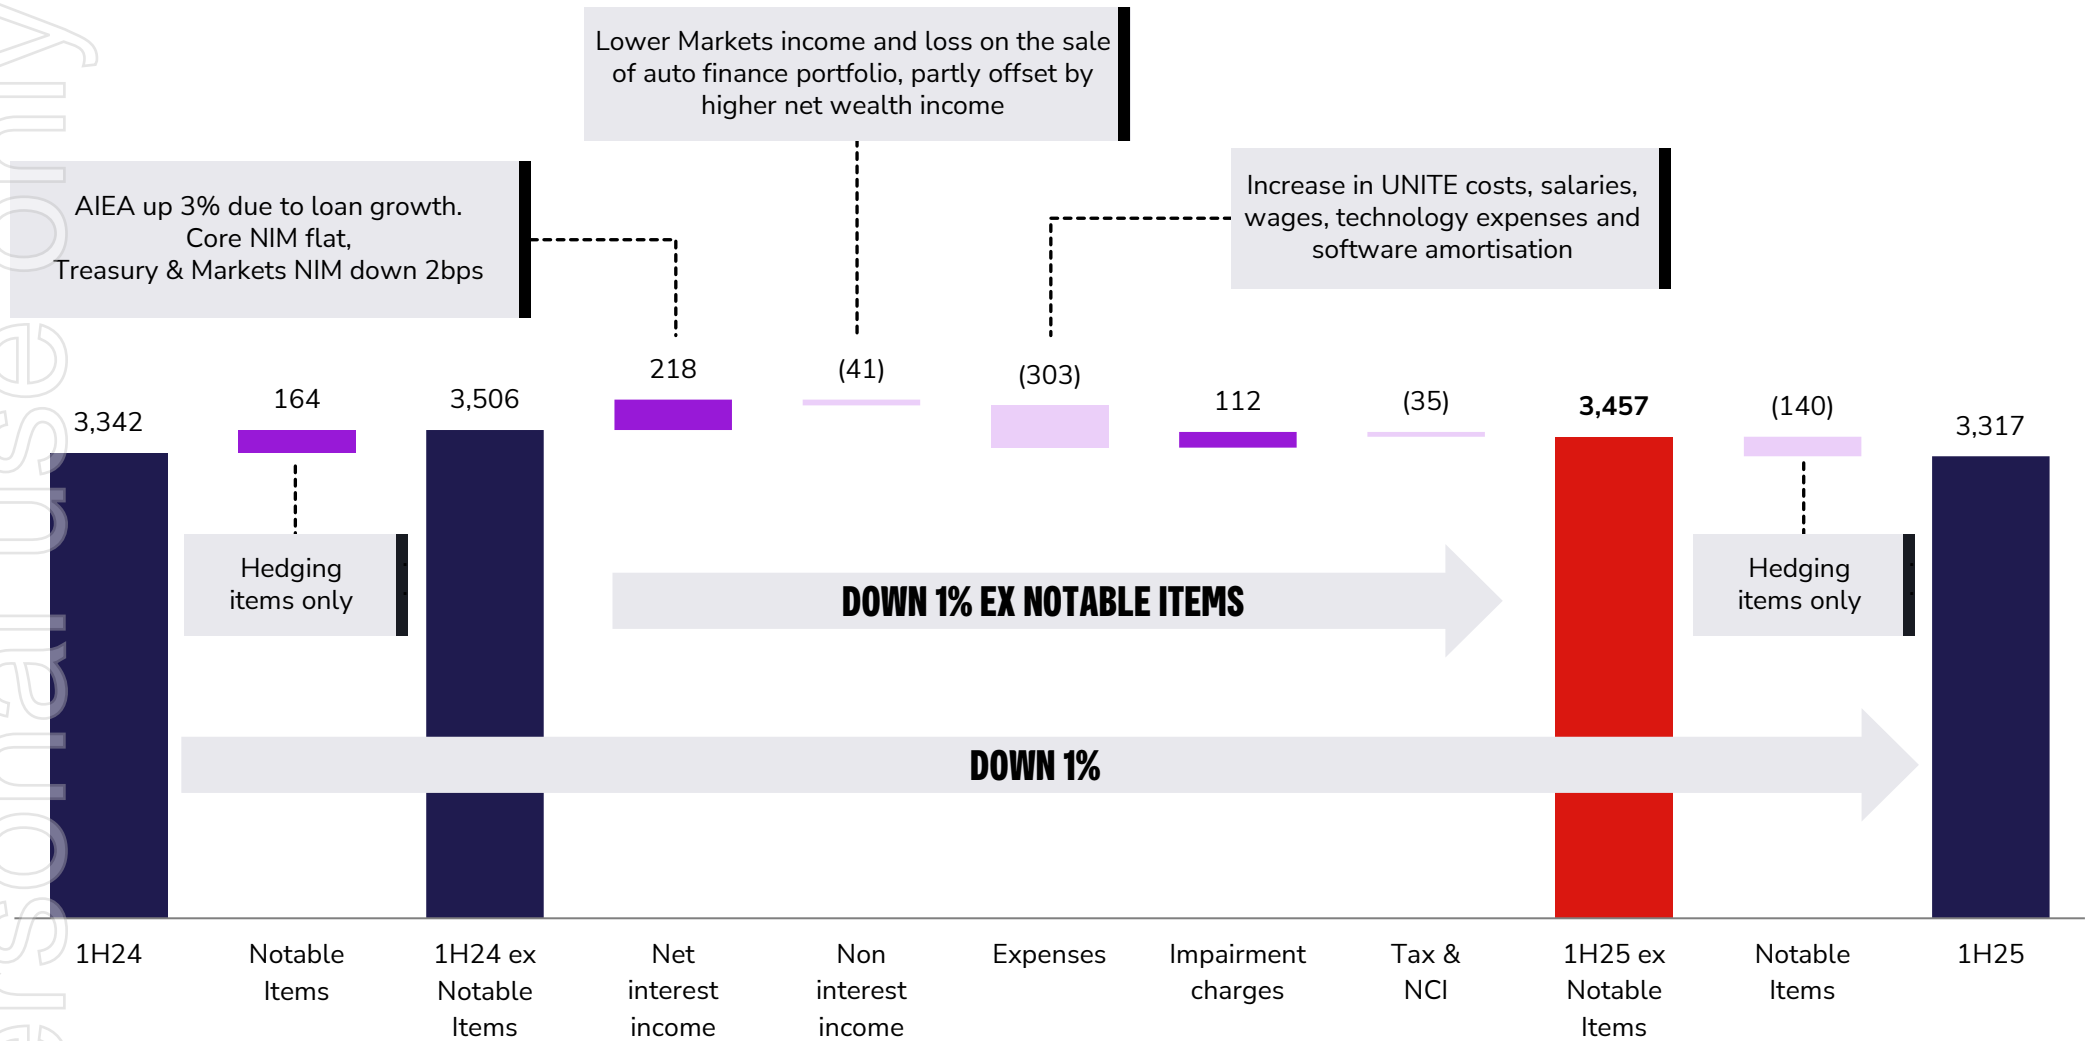 Lower Markets income and loss on the sale
of auto finance portfolio, partly offset by
higher net wealth income
AIEA up 3% due to loan growth.
Core NIM flat,
Treasury & Markets NIM down 2bps
Increase in UNITE costs, salaries,
wages, technology expenses and
software amortisation
3,342
164
3,506
218
(41)
(303)
112
(35)
3,457
(140)
3,317
Hedging
items only
Hedging
items only
DOWN 1% EX NOTABLE ITEMS
DOWN 1%
1H24
Notable
Items
1H24 ex
Notable
Items
Net
interest
income
Non
interest
income
Expenses
Impairment
charges
Tax &
NCI
1H25 ex
Notable
Items
Notable
Items
1H25
ersonal use only